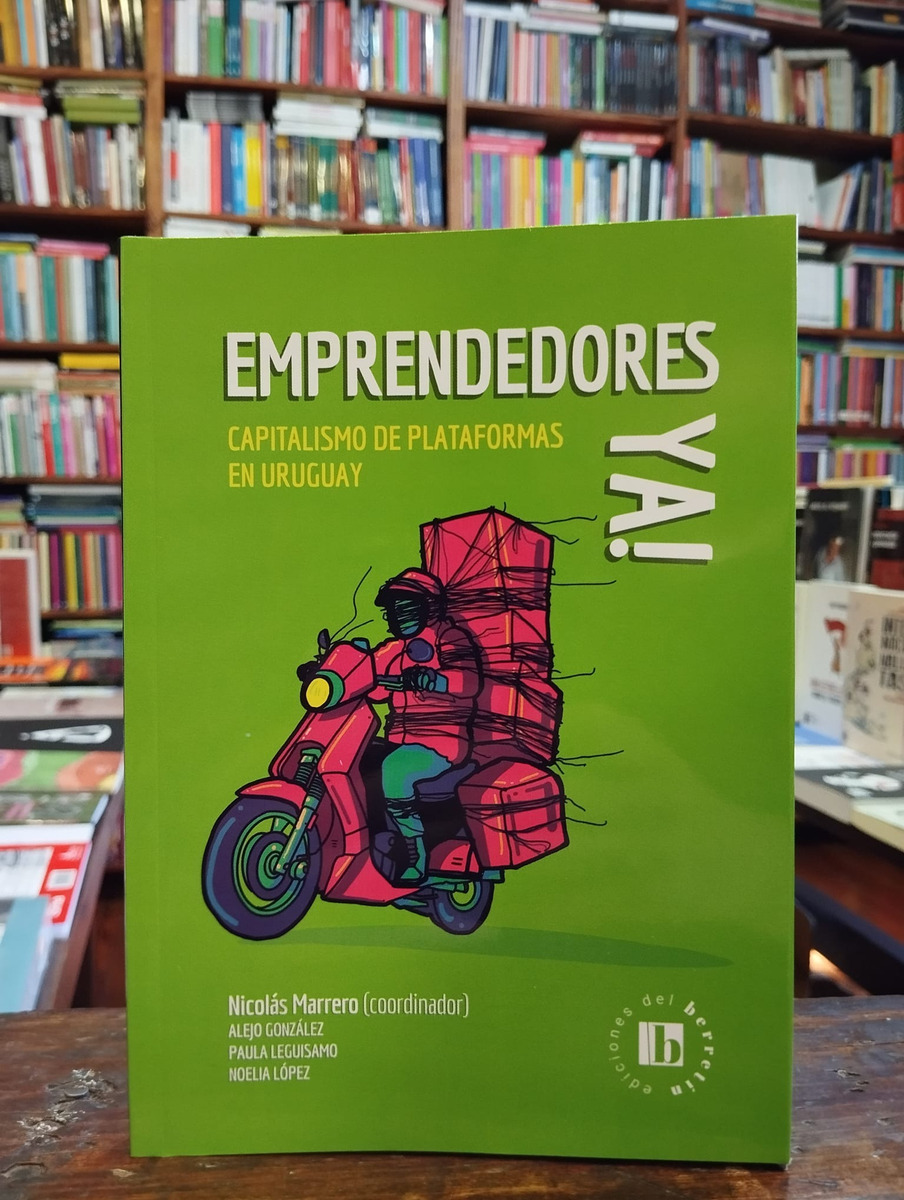 EMPRENDEDORES
YA!
CAPITALISMO DE PLATAFORMAS
EN URUGUAY
Nicolás Marrero (coordinador)
ALEJO GONZÁLEZ
PAULA LEGUISAMO
NOELIA LÓPEZ
ediciones del berretín
b